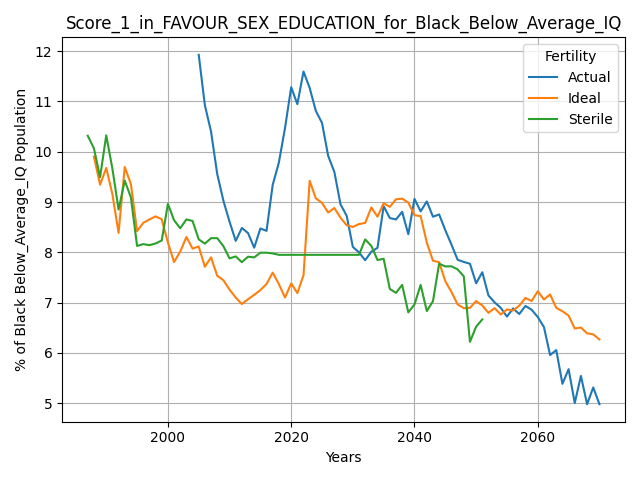 Score_1_in_FAVOUR_SEX_EDUCATION_for_Black_Below_Average_IQ
Fertility
Actual
Ideal
Sterile
% of Black Below_Average_IQ Population
12
11
10
9
8
7
6
5
2000
2020
2040
2060
Years